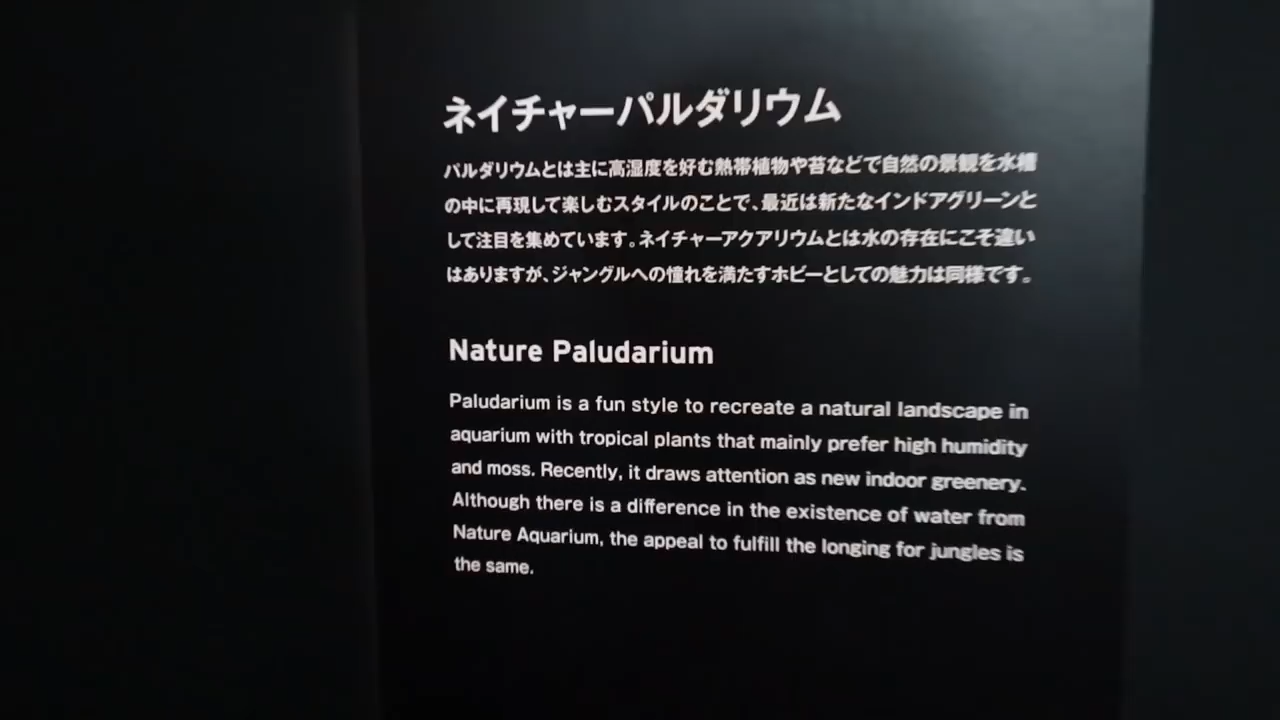 ネイチャーパルダリウム
パルダリウムとは主に高湿度を好む熱帯植物や苔などで自然の景観を水槽
の中に再現して楽しむスタイルのことで、最近は新たなインドアグリーンと
して注目を集めています。ネイチャーアクアリウムとは水の存在にこそ違い
はありますが、ジャングルへの憧れを満たすホビーとしての魅力は同様です。
Nature Paludarium
Paludarium is a fun style to recreate a natural landscape in
aquarium with tropical plants that mainly prefer high humidity
and moss. Recently, it draws attention as new indoor greenery.
Although there is a difference in the existence of water from
Nature Aquarium, the appeal to fulfill the longing for jungles is
the same.